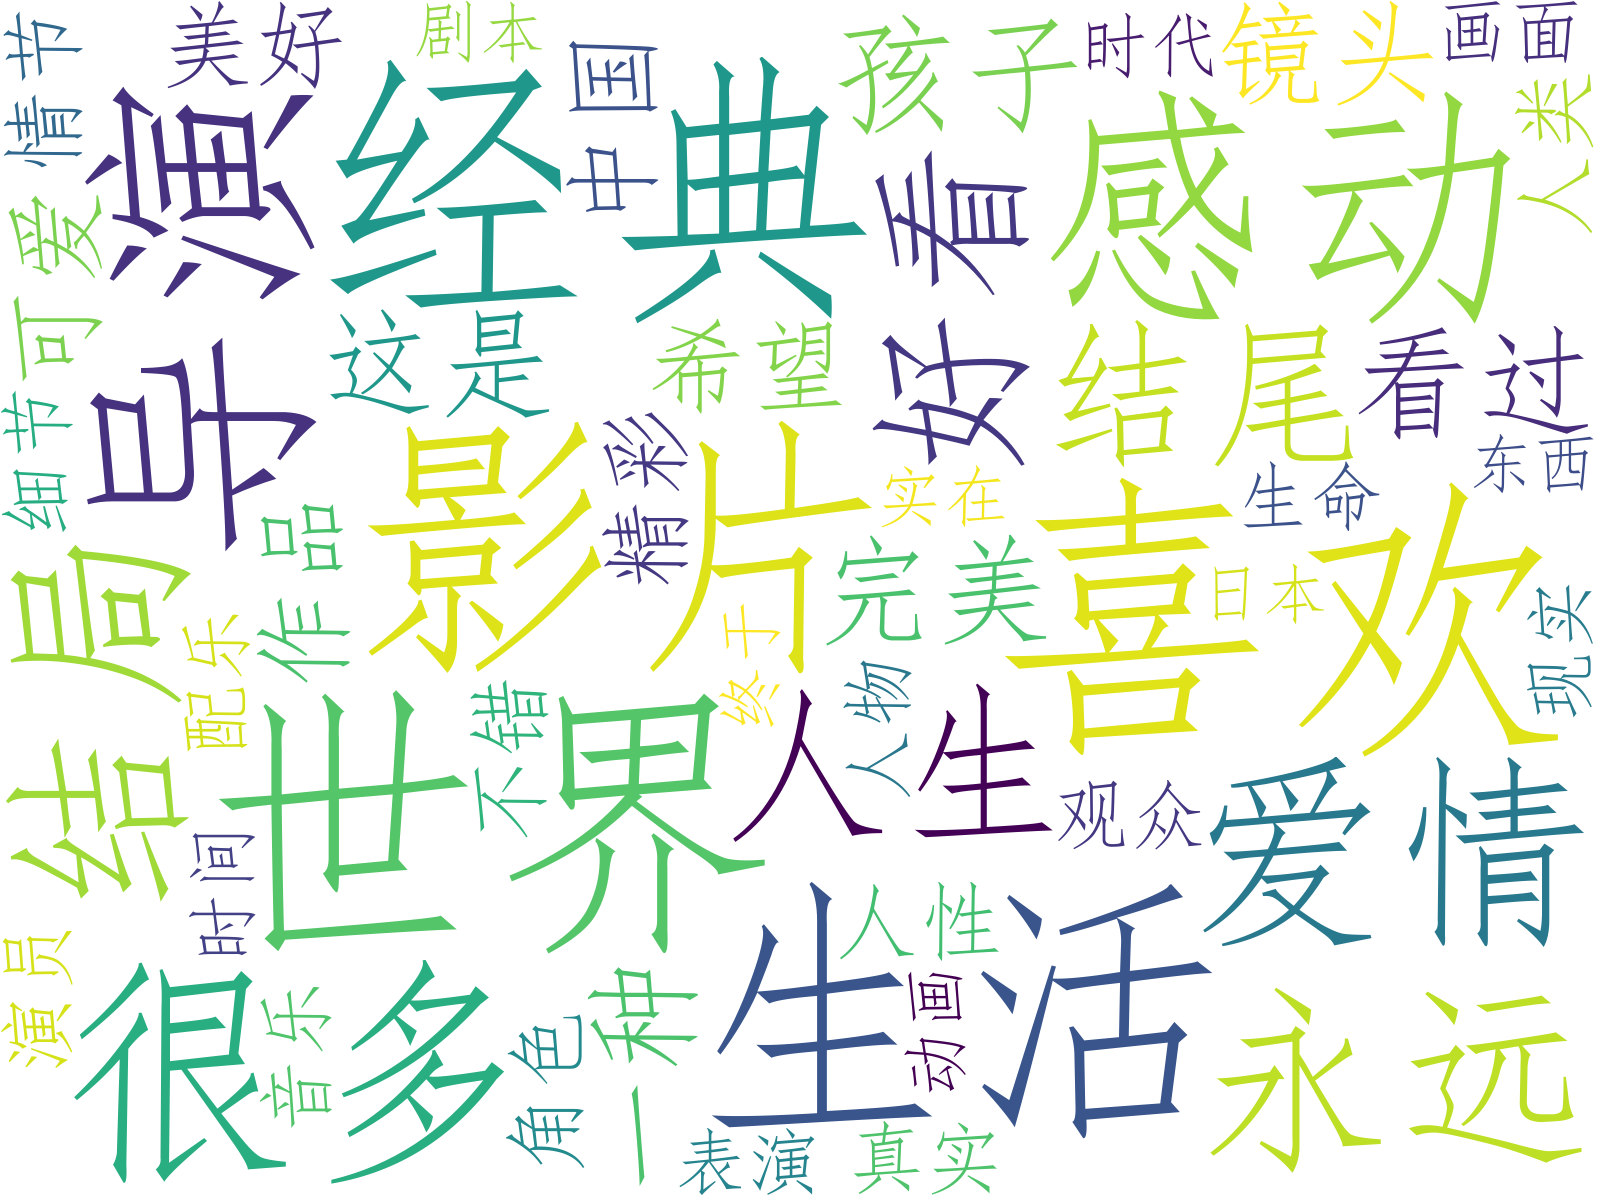 情节
美好
剧本
中国
孩子
时代
镜头
画面
人类
导演
经典
好看
感动
可爱
这是
希望
结尾
看过
细节
精彩
东西
影片
实在
生命
作品
结局
喜欢
完美
日本
现实
配乐
终于
人物
不错
世界
人生
观众
爱情
时间
人性
生活
动画
演员
很多
音乐
角色
一种
永远
表演
真实